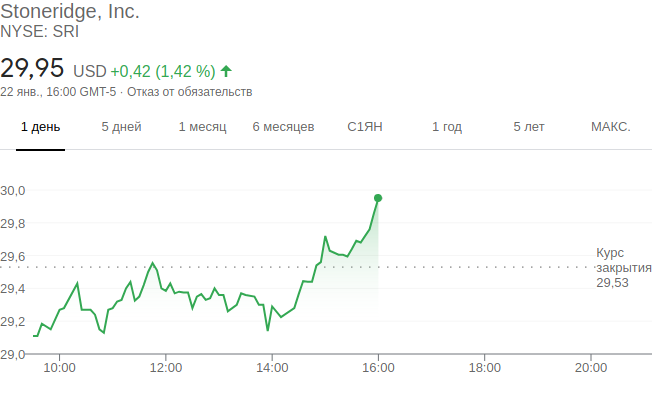 Stoneridge, Inc.
NYSE: SRI
29,95 USD +0,42 (1,42 %)
22 янв., 16:00 GMT-5 · Отказ от обязательств
1 день 5 дней 1 месяц 6 месяцев С1ЯН 1 год 5 лет МАКС.
30,0
29,8
29,6
Курс
закрытия
29,53
29,4
29,2
29,0
10:00 12:00 14:00 16:00 18:00 20:00